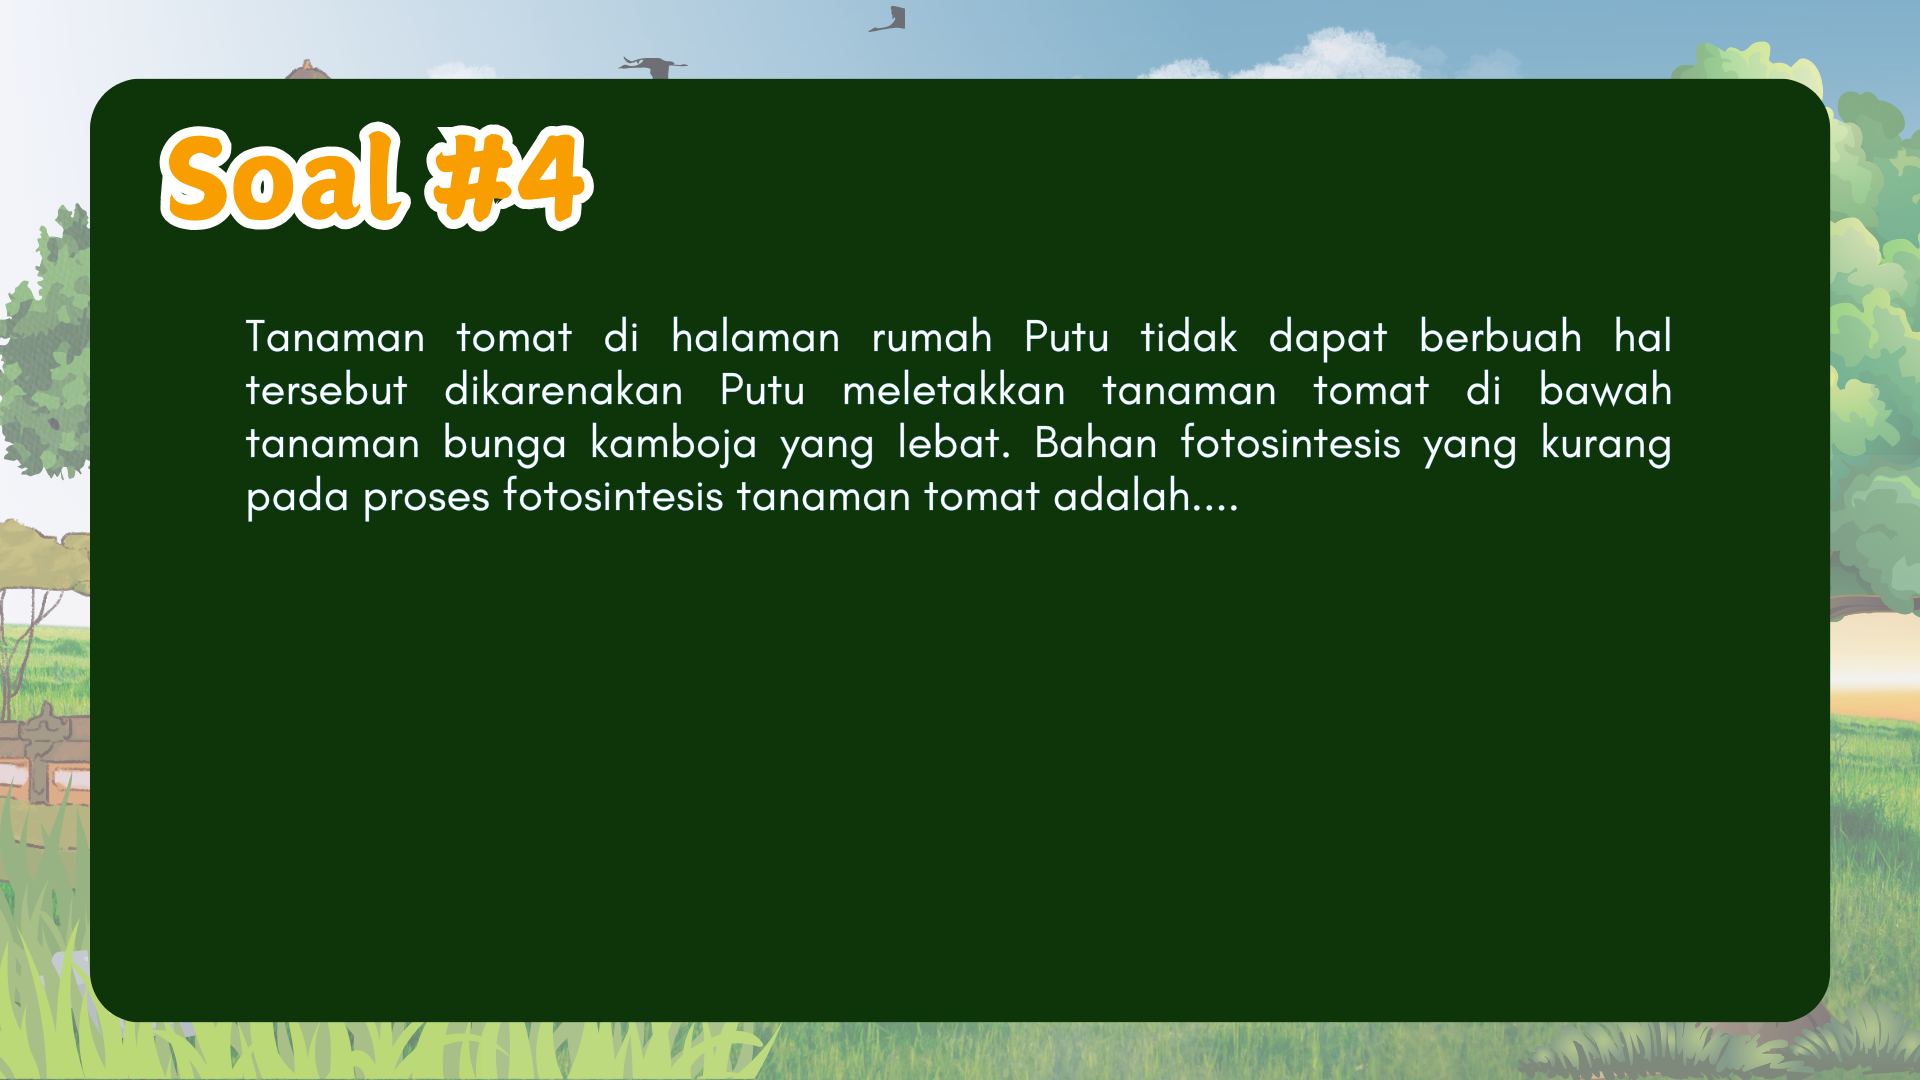 Soal #4
Tanaman tomat di halaman rumah Putu tidak dapat berbuah hal
tersebut dikarenakan Putu meletakkan tanaman tomat di bawah
tanaman bunga kamboja yang lebat. Bahan fotosintesis yang kurang
pada proses fotosintesis tanaman tomat adalah....